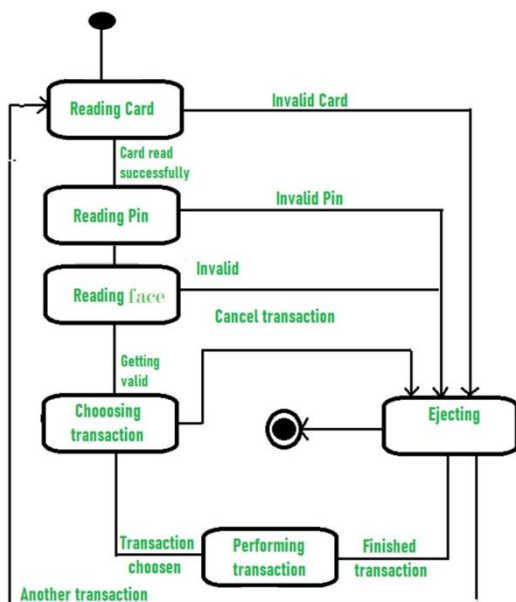 Reading Card
Invalid Card
Card read
successfully
Reading Pin
Invalid Pin
Reading face
Invalid
Cancel transaction
Getting
valid
Chooosing
transaction
Ejecting
Transaction
choosen
Performing
transaction
Finished
transaction
Another transaction